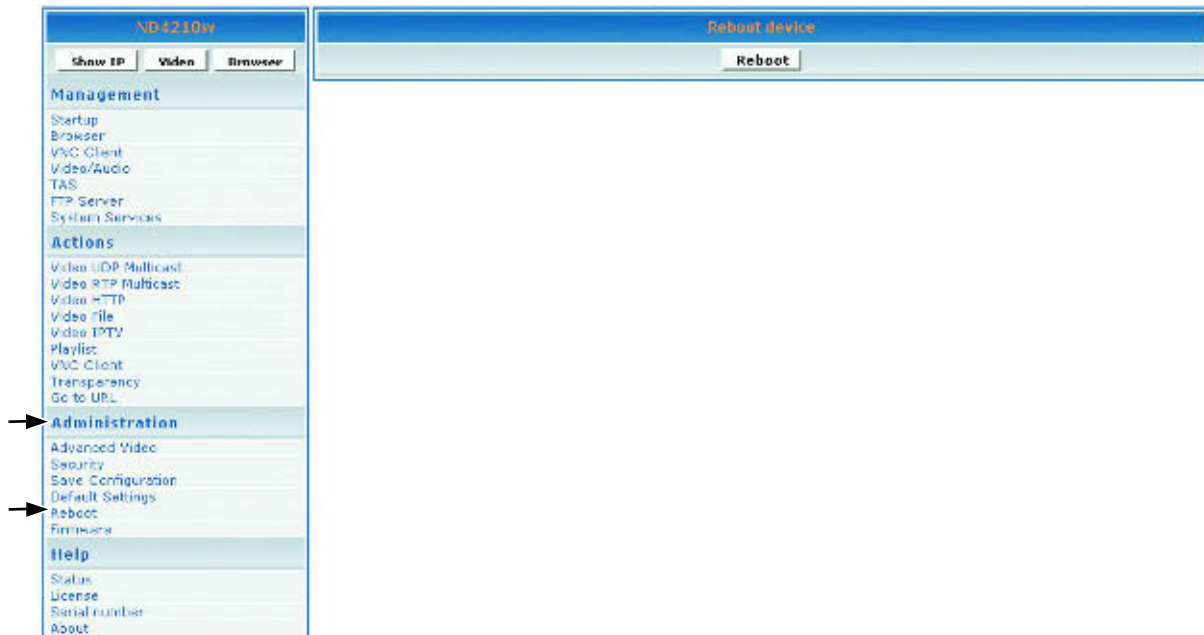 ND4210w
Show IP Video Browser
Management
Startup
Browser
VNC Client
Video/Audio
TAS
FTP Server
System Services
Actions
Video UDP Multicast
Video RTP Multicast
Video HTTP
Video File
Video IPTV
Playlist
VNC Client
Transparency
Go to URL
Administration
Advanced Video
Security
Save Configuration
Default Settings
Reboot
Firmware
Help
Status
License
Serial number
About
Reboot device
Reboot